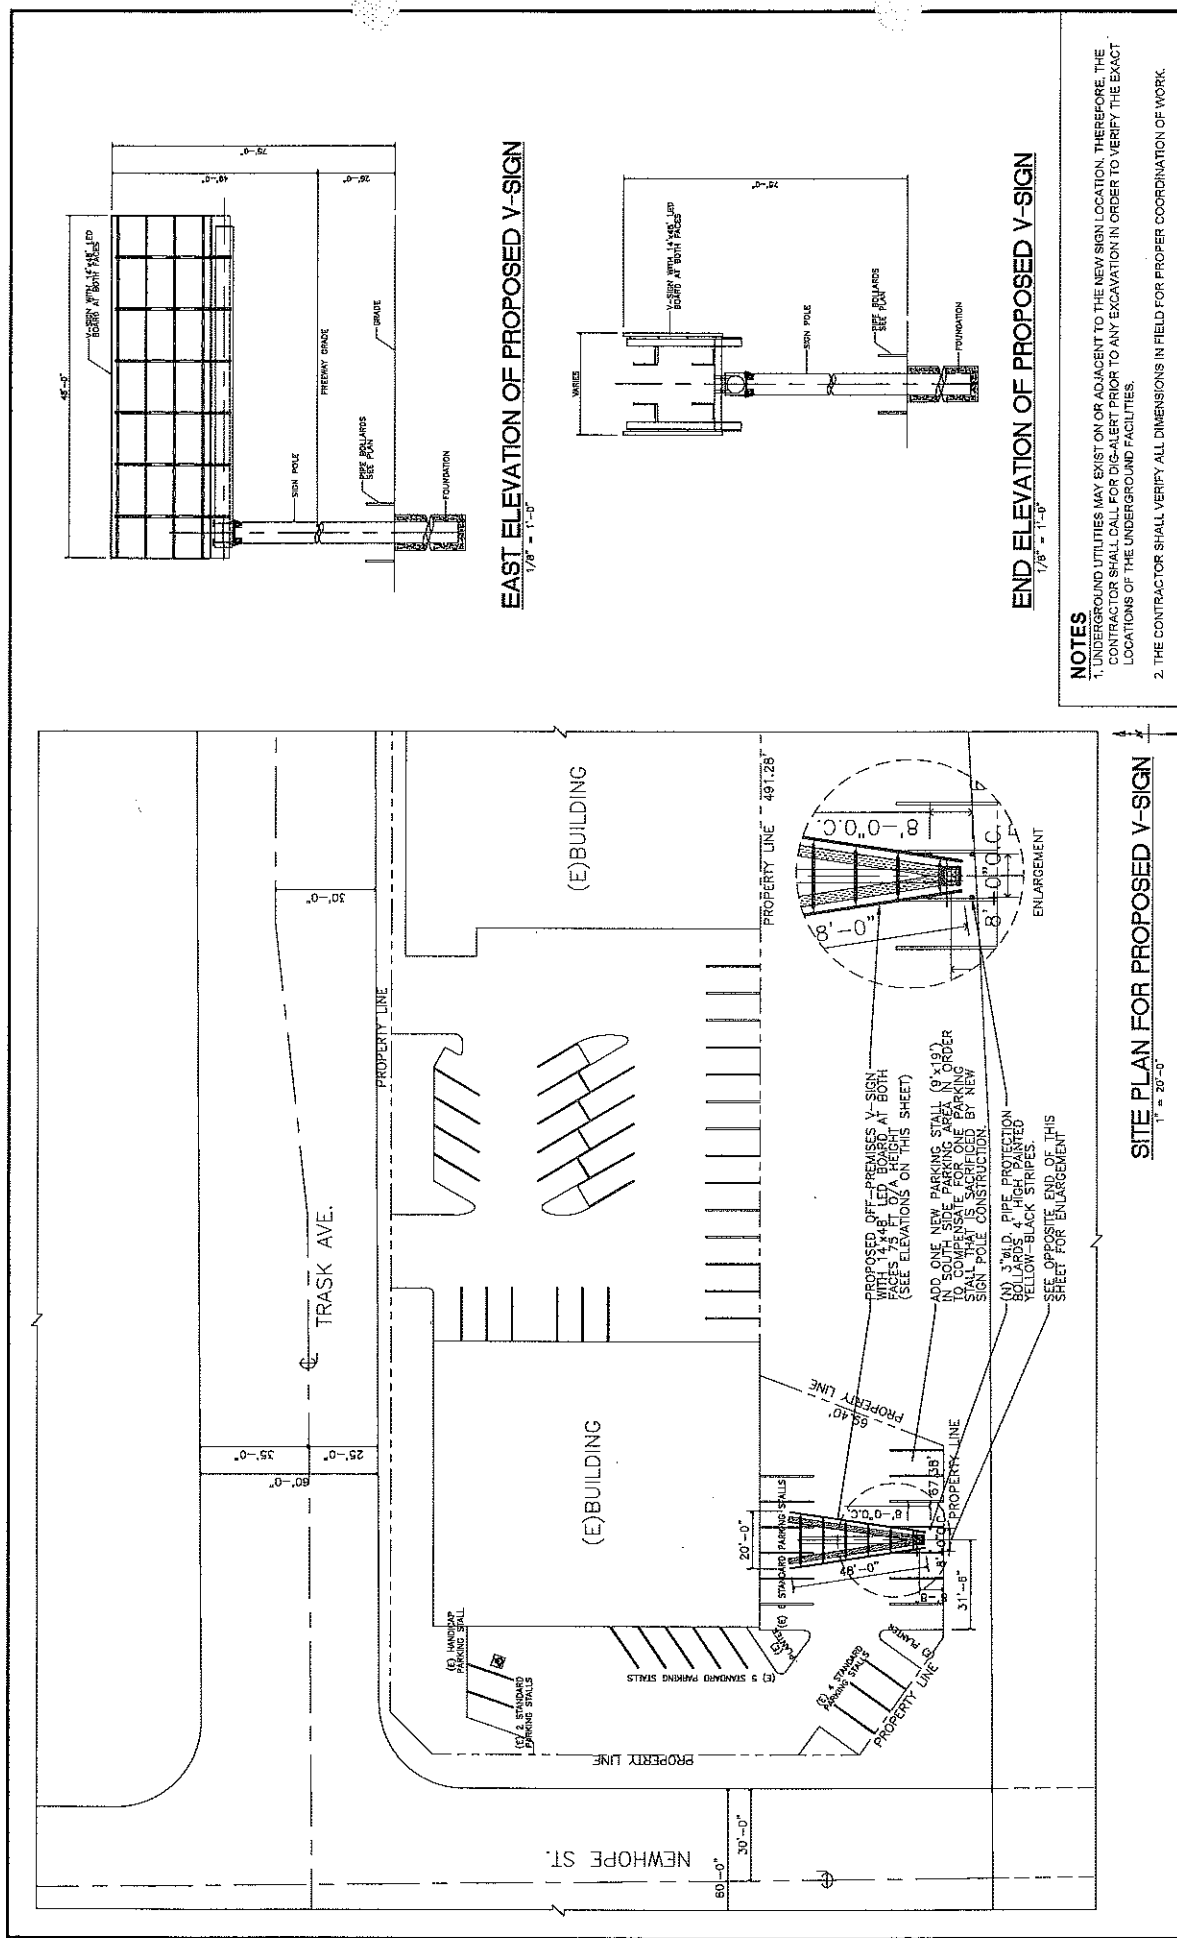 SITE PLAN FOR PROPOSED V-SIGN
1" = 20'-0"
TRASK AVE.
NEWHOPE ST.
35'-0"
25'-0"
60'-0"
30'-0"
60'-0"
30'-0"
PROPERTY LINE
PROPERTY LINE
(E)BUILDING
(E)BUILDING
PROPERTY LINE 491.28'
(E) HANDICAP
PARKING STALL
(E) 2 STANDARD
PARKING STALLS
(E) 5 STANDARD PARKING STALLS
(E) PLANTER
(E) 6 STANDARD PARKING STALLS
(E) 4 STANDARD
PARKING STALLS
(E) PLANTER
PROPERTY LINE
69.40'
PROPERTY LINE
67.38'
PROPERTY LINE
20'-0"
48'-0"
8'-0"O.C.
8'-0"O.C.
31'-6"
PROPOSED OFF-PREMISES V-SIGN
WITH 14'x48' LED BOARD AT BOTH
FACES 75 FT O/A HEIGHT
(SEE ELEVATIONS ON THIS SHEET)
ADD ONE NEW PARKING STALL (9'x19')
IN SOUTH SIDE PARKING AREA IN ORDER
TO COMPENSATE FOR ONE PARKING
STALL THAT IS SACRIFICED BY NEW
SIGN POLE CONSTRUCTION.
(N) 3"øI.D. PIPE PROTECTION
BOLLARDS 4' HIGH PAINTED
YELLOW-BLACK STRIPES.
SEE OPPOSITE END OF THIS
SHEET FOR ENLARGEMENT
8'-0"O.C.
8'-0"
8'-0"O.C.
ENLARGEMENT
EAST ELEVATION OF PROPOSED V-SIGN
1/8" = 1'-0"
48'-0"
V-SIGN WITH 14'x48' LED
BOARD AT BOTH FACES
75'-0"
49'-0"
26'-0"
SIGN POLE
FREEWAY GRADE
PIPE BOLLARDS
SEE PLAN
GRADE
FOUNDATION
END ELEVATION OF PROPOSED V-SIGN
1/8" = 1'-0"
VARIES
V-SIGN WITH 14'x48' LED
BOARD AT BOTH FACES
75'-0"
SIGN POLE
PIPE BOLLARDS
SEE PLAN
FOUNDATION
NOTES
1. UNDERGROUND UTILITIES MAY EXIST ON OR ADJACENT TO THE NEW SIGN LOCATION. THEREFORE, THE
CONTRACTOR SHALL CALL FOR DIG-ALERT PRIOR TO ANY EXCAVATION IN ORDER TO VERIFY THE EXACT
LOCATIONS OF THE UNDERGROUND FACILITIES.
2. THE CONTRACTOR SHALL VERIFY ALL DIMENSIONS IN FIELD FOR PROPER COORDINATION OF WORK.